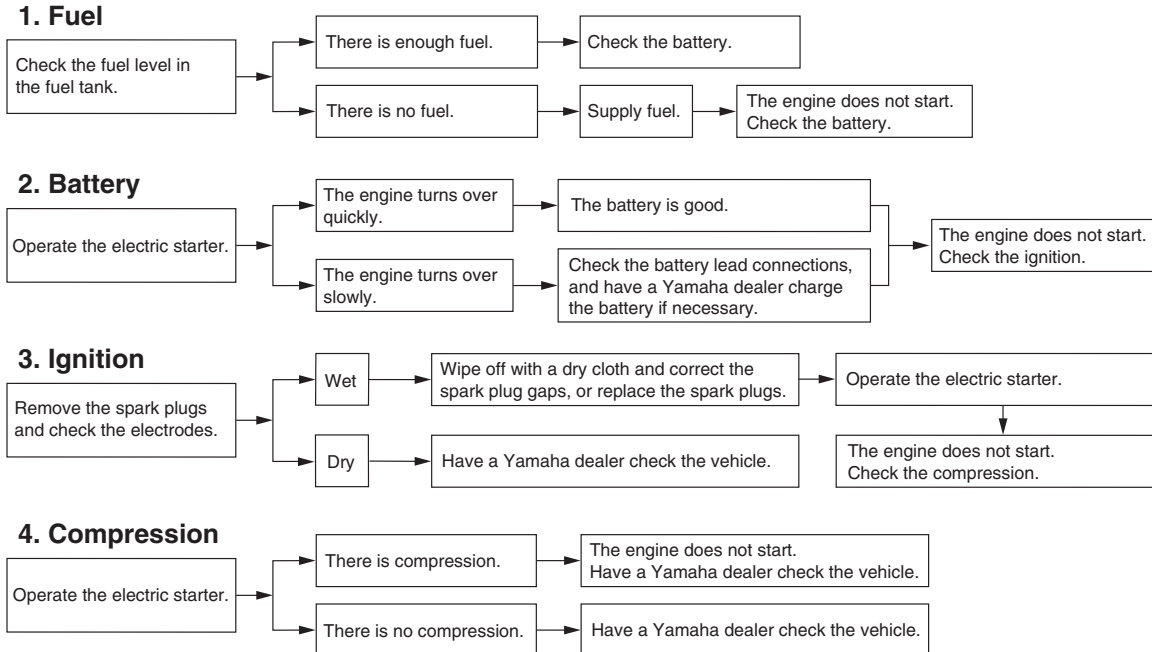 1. Fuel
Check the fuel level in
the fuel tank.
There is enough fuel.
Check the battery.
There is no fuel.
Supply fuel.
The engine does not start.
Check the battery.
2. Battery
Operate the electric starter.
The engine turns over
quickly.
The battery is good.
The engine turns over
slowly.
Check the battery lead connections,
and have a Yamaha dealer charge
the battery if necessary.
The engine does not start.
Check the ignition.
3. Ignition
Remove the spark plugs
and check the electrodes.
Wet
Wipe off with a dry cloth and correct the
spark plug gaps, or replace the spark plugs.
Operate the electric starter.
Dry
Have a Yamaha dealer check the vehicle.
The engine does not start.
Check the compression.
4. Compression
Operate the electric starter.
There is compression.
The engine does not start.
Have a Yamaha dealer check the vehicle.
There is no compression.
Have a Yamaha dealer check the vehicle.